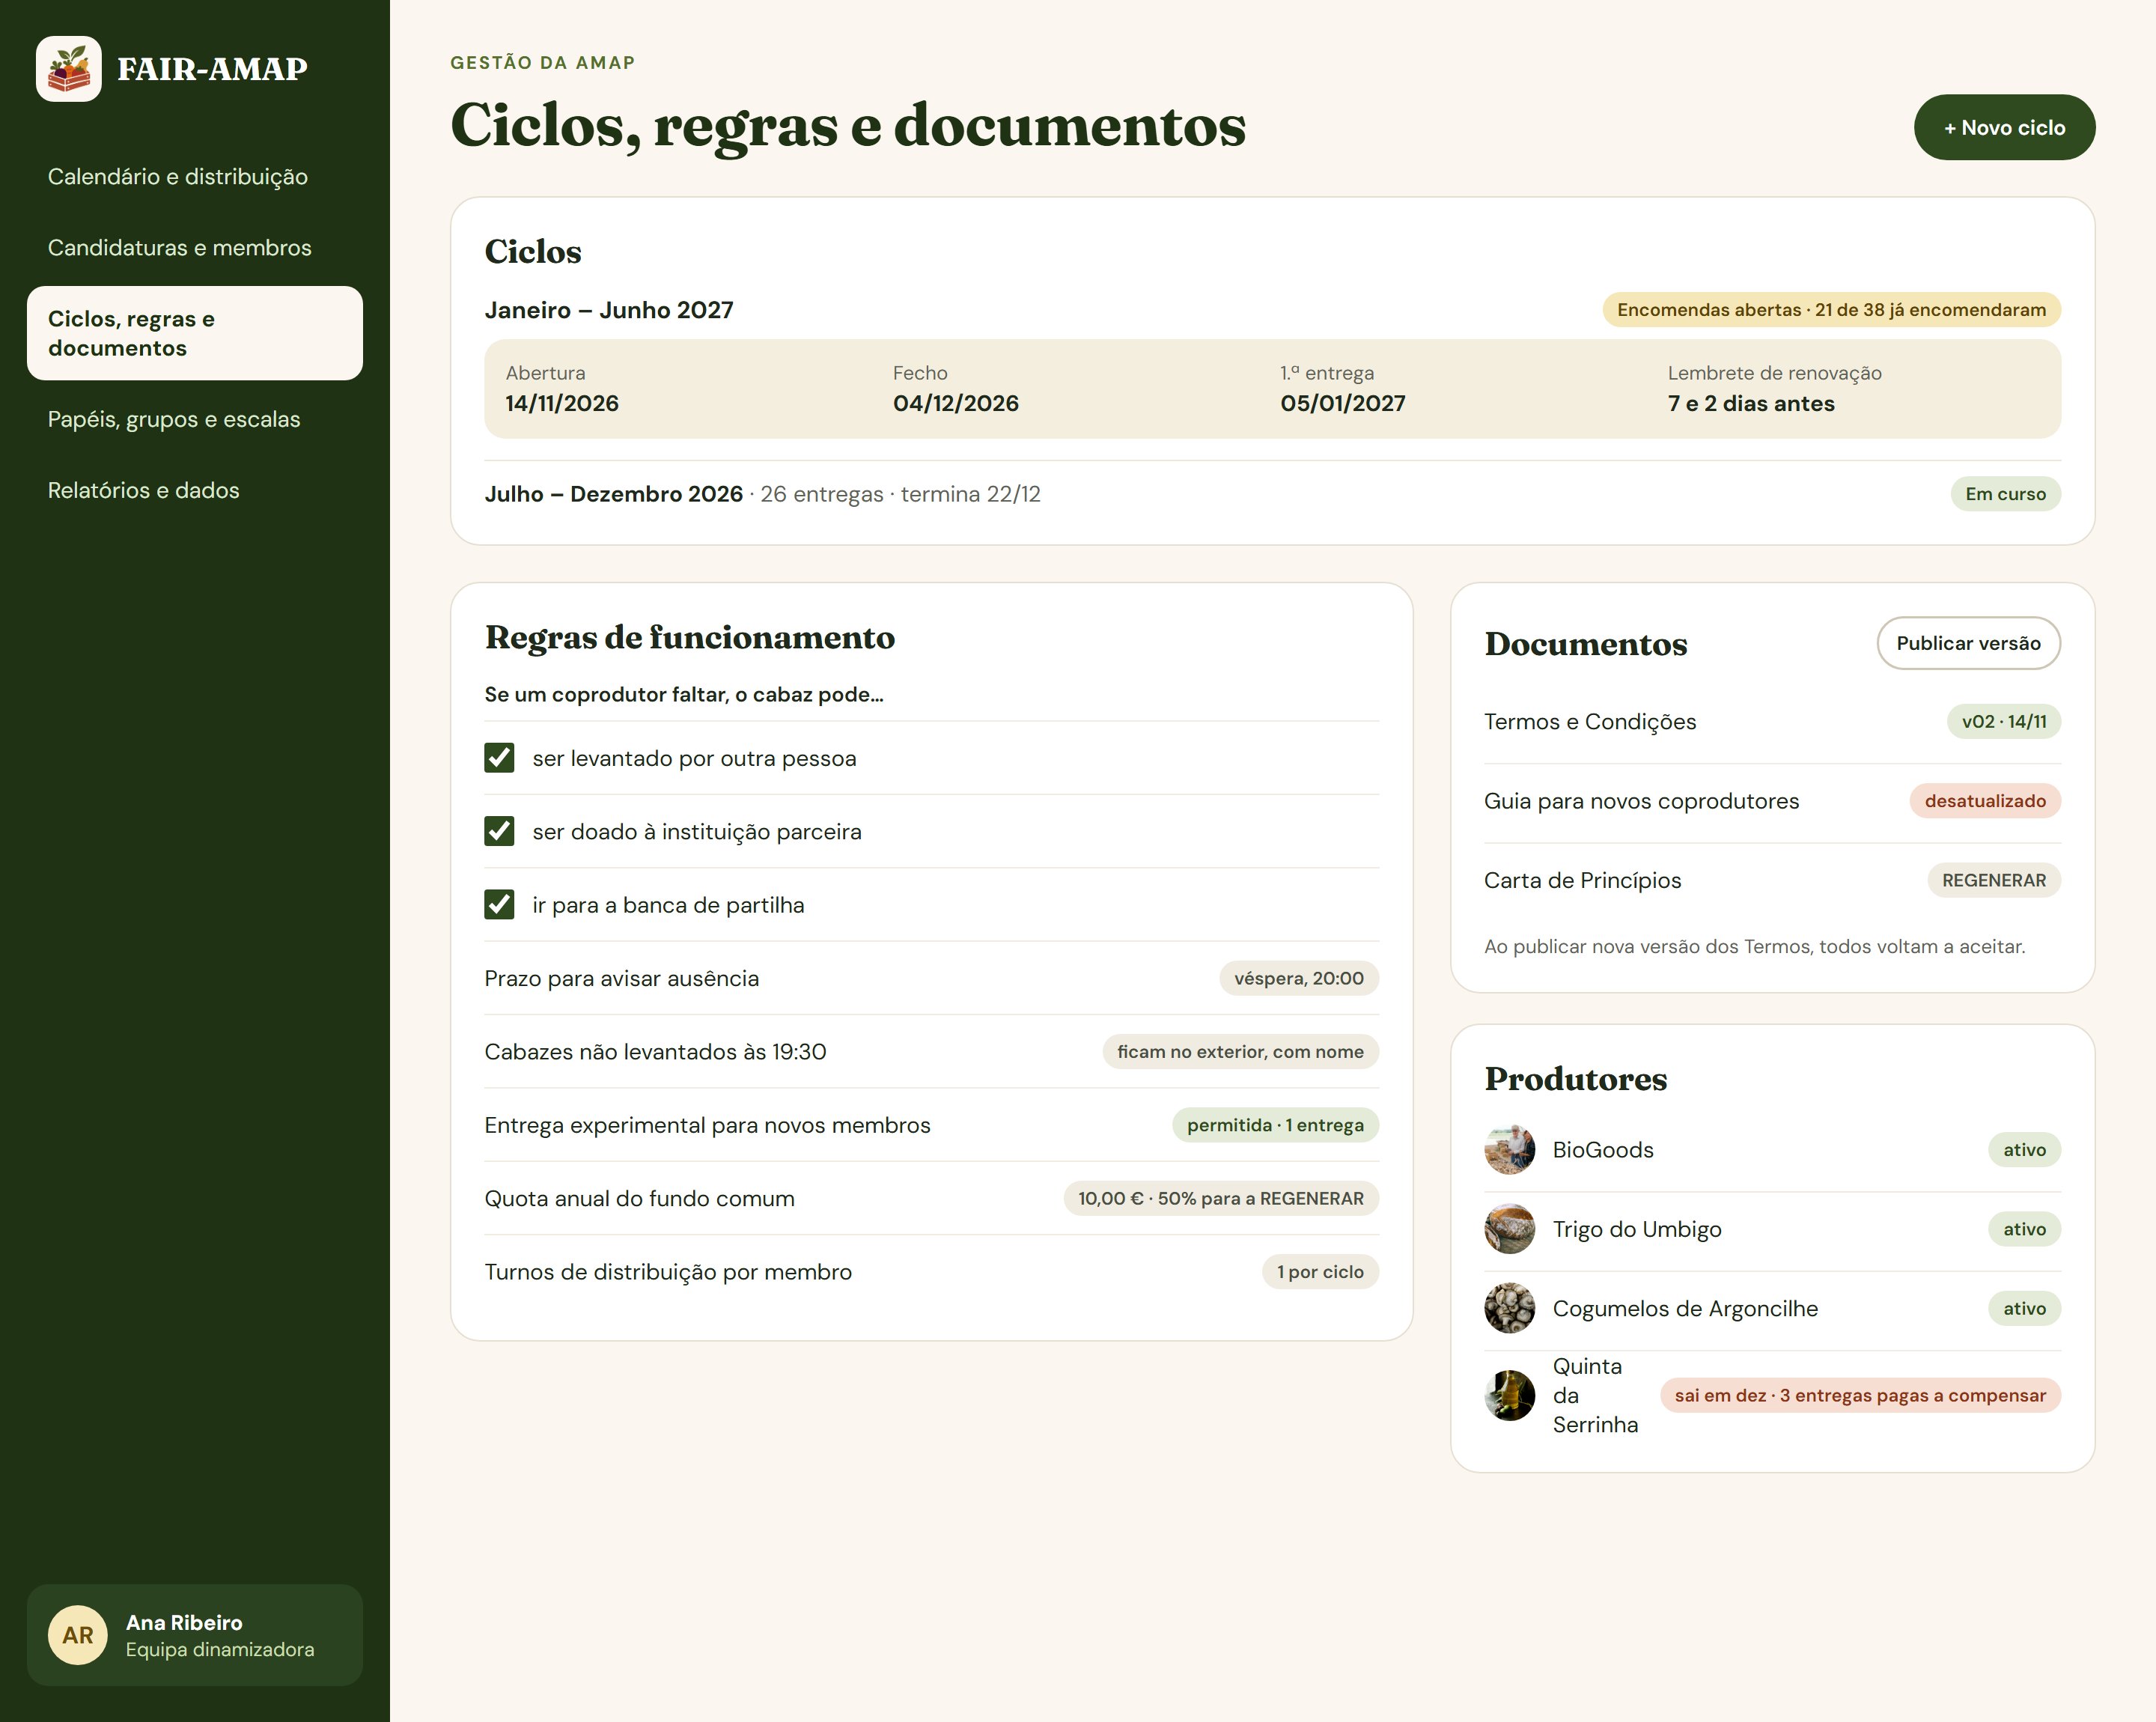 FAIR-AMAP
Calendário e distribuição
Candidaturas e membros
Ciclos, regras e
documentos
Papéis, grupos e escalas
Relatórios e dados
AR
Ana Ribeiro
Equipa dinamizadora
GESTÃO DA AMAP
Ciclos, regras e documentos
+ Novo ciclo
Ciclos
Janeiro – Junho 2027
Encomendas abertas · 21 de 38 já encomendaram
Abertura
14/11/2026
Fecho
04/12/2026
1.ª entrega
05/01/2027
Lembrete de renovação
7 e 2 dias antes
Julho – Dezembro 2026 · 26 entregas · termina 22/12
Em curso
Regras de funcionamento
Se um coprodutor faltar, o cabaz pode...
ser levantado por outra pessoa
ser doado à instituição parceira
ir para a banca de partilha
Prazo para avisar ausência
véspera, 20:00
Cabazes não levantados às 19:30
ficam no exterior, com nome
Entrega experimental para novos membros
permitida · 1 entrega
Quota anual do fundo comum
10,00 € · 50% para a REGENERAR
Turnos de distribuição por membro
1 por ciclo
Documentos
Publicar versão
Termos e Condições
v02 · 14/11
Guia para novos coprodutores
desatualizado
Carta de Princípios
REGENERAR
Ao publicar nova versão dos Termos, todos voltam a aceitar.
Produtores
BioGoods
ativo
Trigo do Umbigo
ativo
Cogumelos de Argoncilhe
ativo
Quinta
da
Serrinha
sai em dez · 3 entregas pagas a compensar